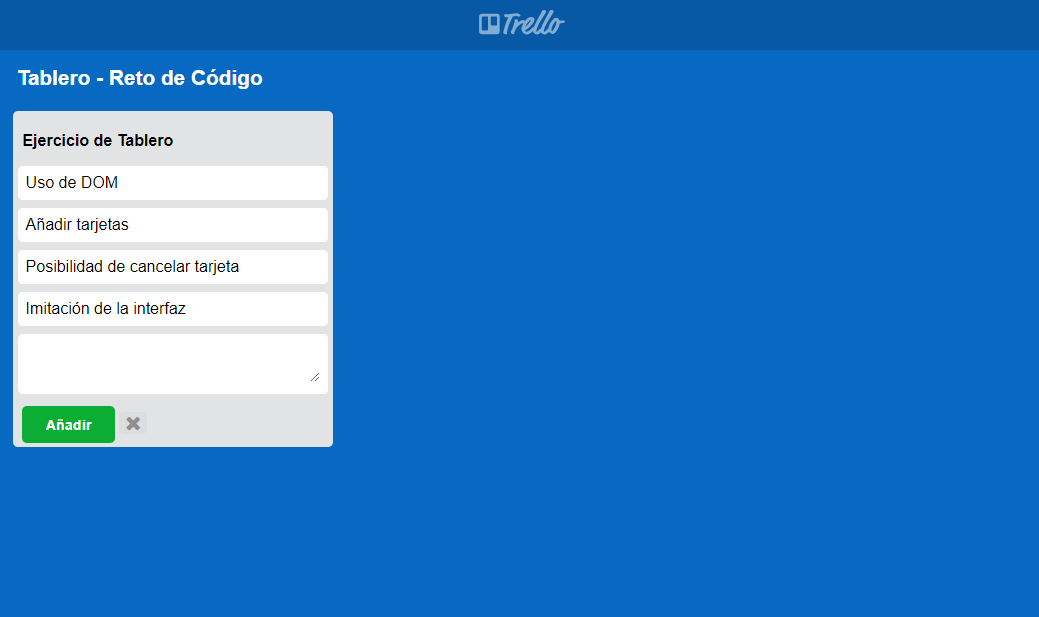 Trello
Tablero - Reto de Código
Ejercicio de Tablero
Uso de DOM
Añadir tarjetas
Posibilidad de cancelar tarjeta
Imitación de la interfaz
Añadir